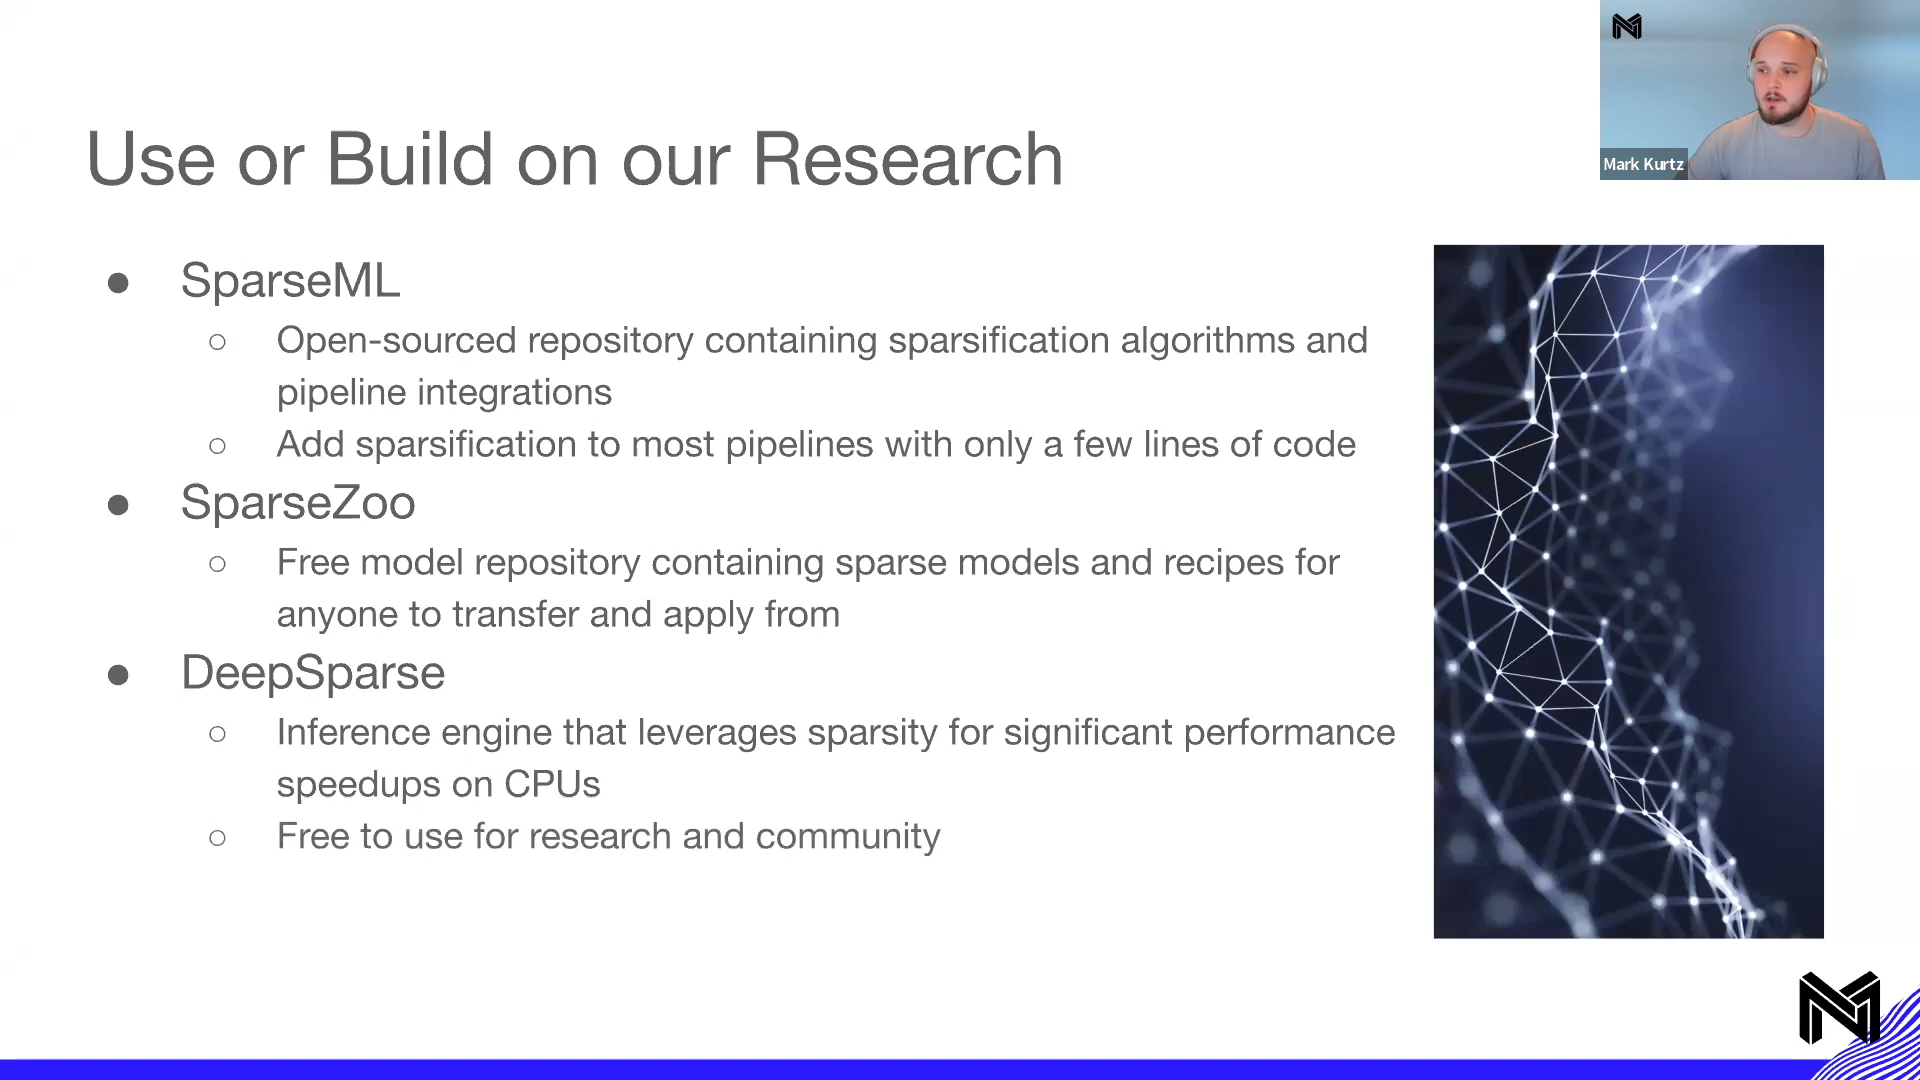 Use or Build on our Research
Mark Kurtz
● SparseML
○ Open-sourced repository containing sparsification algorithms and
pipeline integrations
○ Add sparsification to most pipelines with only a few lines of code
● SparseZoo
○ Free model repository containing sparse models and recipes for
anyone to transfer and apply from
● DeepSparse
○ Inference engine that leverages sparsity for significant performance
speedups on CPUs
○ Free to use for research and community